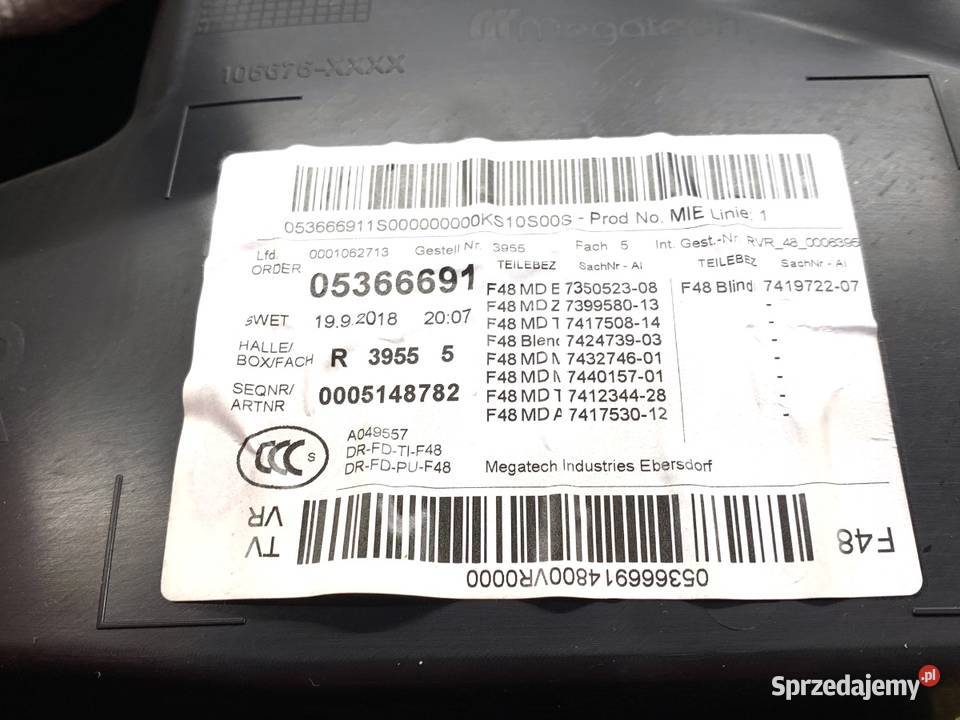 Megatech
106676-XXXX
053666911S000000000KS10S00S - Prod No. MIE Linie: 1
Lfd. 0001062713 Gestell Nr. 3955 Fach 5 Int. Gest.-Nr. RVR_48_0006396
ORDER 05366691
TEILEBEZ SachNr - AI TEILEBEZ SachNr - AI
F48 MD E 7350523-08 F48 Blind 7419722-07
F48 MD Z 7399580-13 -
SWET 19.9.2018 20:07 F48 MD T 7417508-14 -
F48 Blend 7424739-03 -
HALLE/
BOX/FACH R 3955 5 F48 MD M 7432746-01 -
F48 MD M 7440157-01 -
SEQNR/
ARTNR 0005148782 F48 MD T 7412344-28 -
F48 MD A 7417530-12 -
CCC S
A049557
DR-FD-TI-F48
DR-FD-PU-F48 Megatech Industries Ebersdorf
TV
VR
F48
0536669914800VR0000
Sprzedajemy.pl